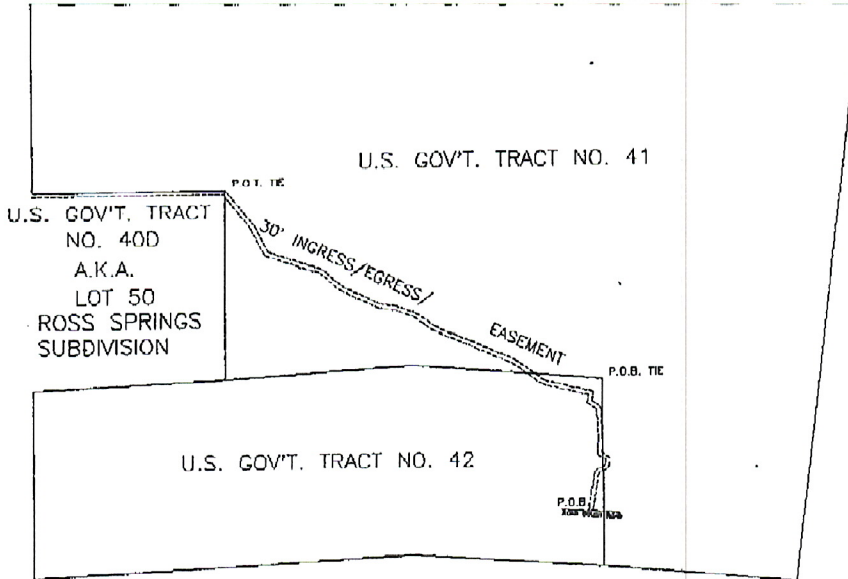 U.S. GOV'T. TRACT NO. 41
P.O.T. TIE
U.S. GOV'T. TRACT
NO. 40D
A.K.A.
LOT 50
ROSS SPRINGS
SUBDIVISION
30' INGRESS/EGRESS/
EASEMENT
P.O.B. TIE
U.S. GOV'T. TRACT NO. 42
P.O.B.